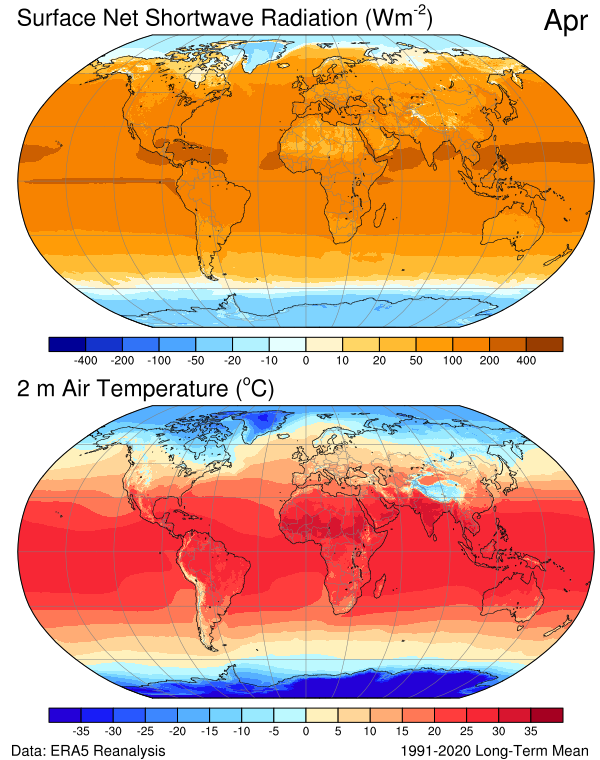 Surface Net Shortwave Radiation (Wm-2) Apr
-400 -200 -100 -50 -20 -10 0 10 20 50 100 200 400
2 m Air Temperature (oC)
-35 -30 -25 -20 -15 -10 -5 0 5 10 15 20 25 30 35
Data: ERA5 Reanalysis 1991-2020 Long-Term Mean